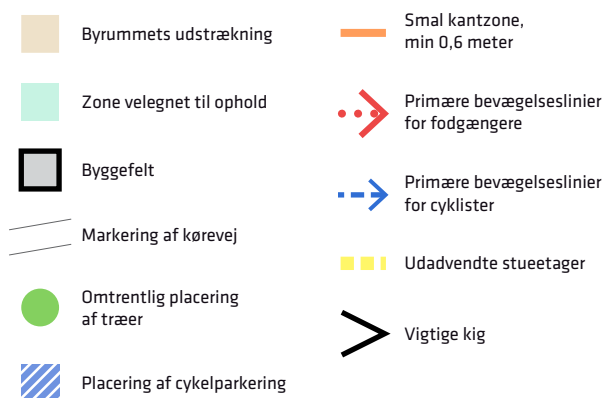 Byrummets udstrækning
Zone velegnet til ophold
Byggefelt
Markering af kørevej
Omtrentlig placering
af træer
Placering af cykelparkering
Smal kantzone,
min 0,6 meter
Primære bevægelseslinier
for fodgængere
Primære bevægelseslinier
for cyklister
Udadvendte stueetager
Vigtige kig